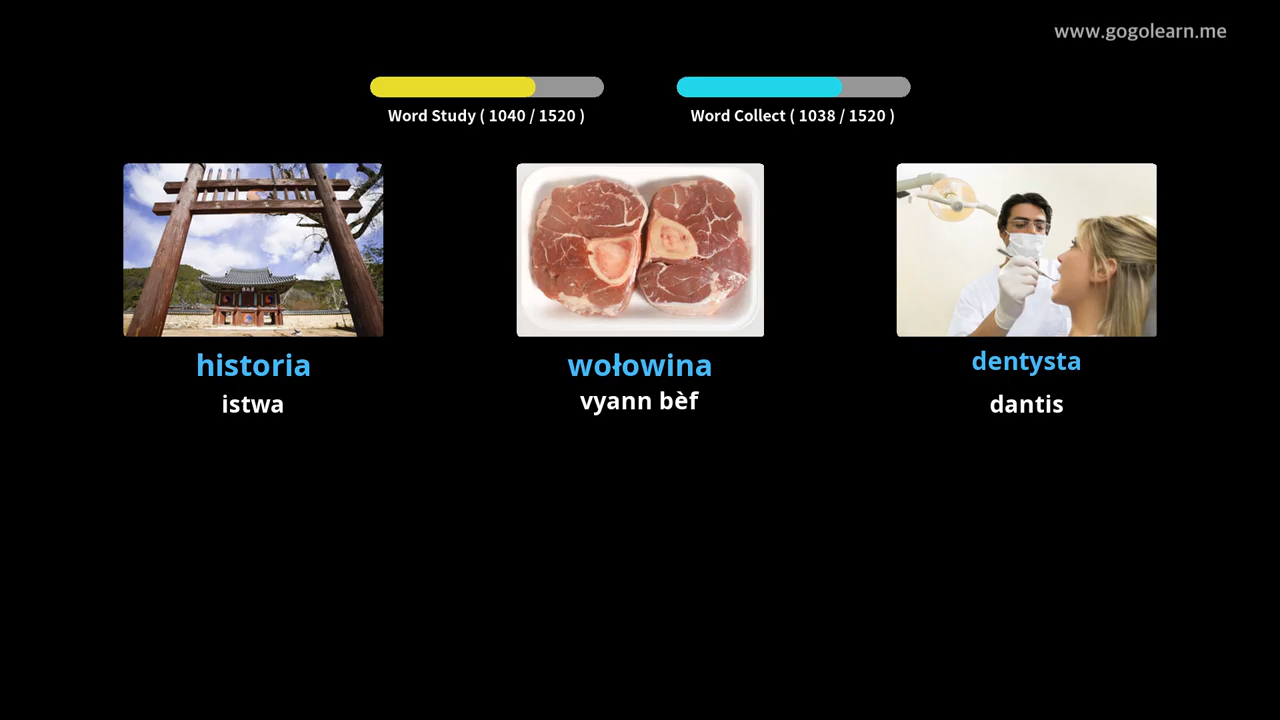 www.gogolearn.me
Word Study ( 1040 / 1520 )
Word Collect ( 1038 / 1520 )
historia
istwa
wołowina
vyann bèf
dentysta
dantis